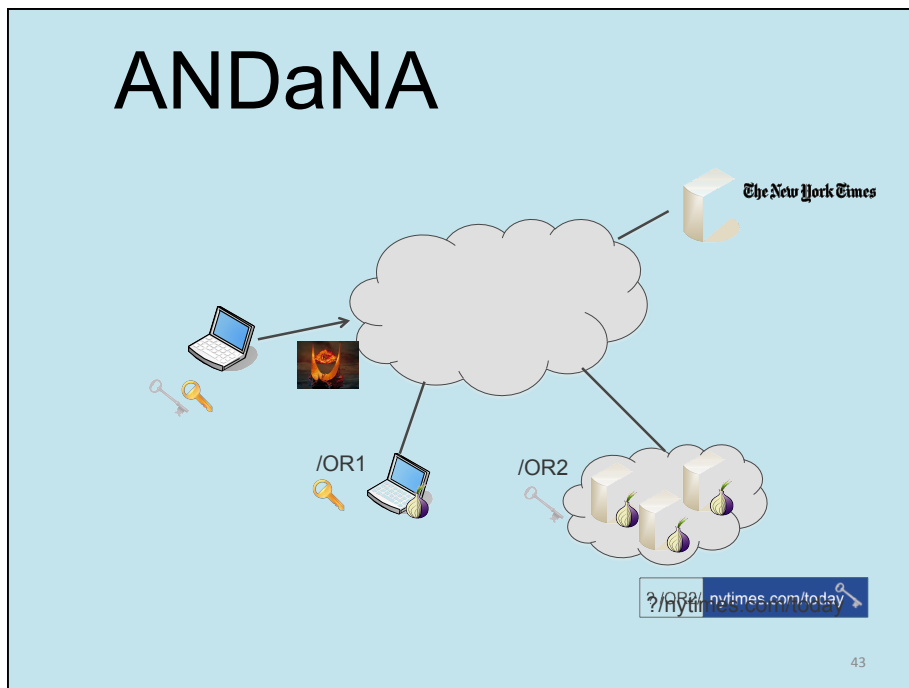 ANDaNA
The New York Times
/OR1
/OR2
? /OR2/ nytimes.com/today
?/nytimes.com/today
43